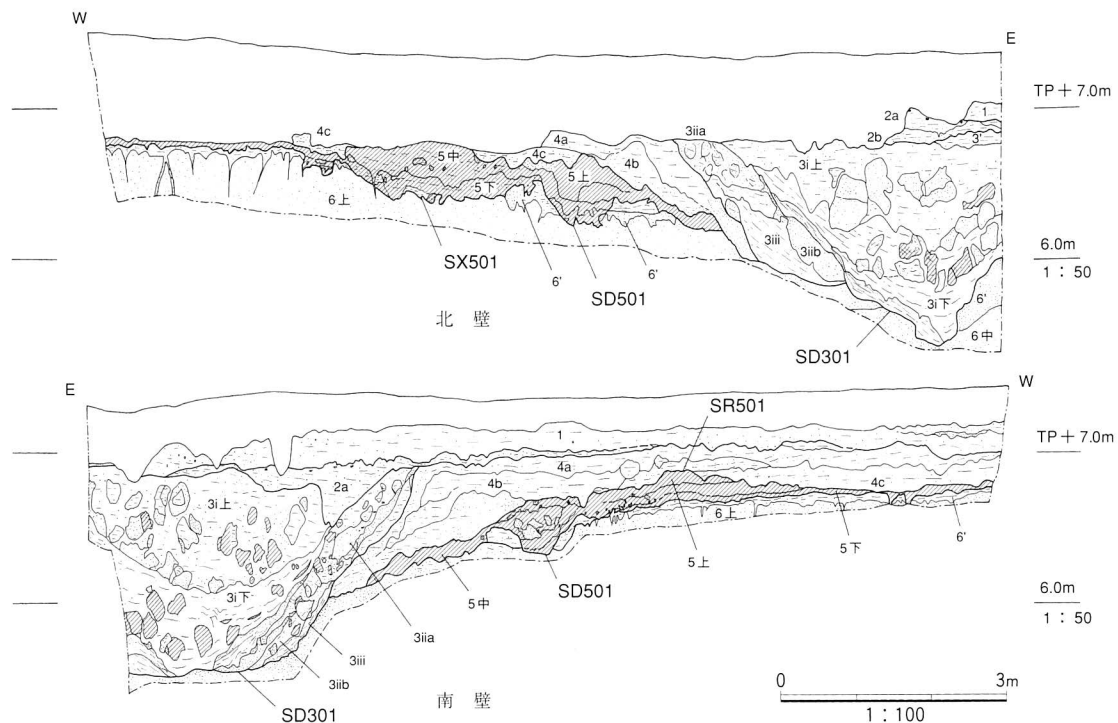 W
E
TP＋7.0m
2a
1
3iia
4c
4a
2b
3'
5中
4c
4b
3i上
5上
5下
6上
3iii
3iib
6.0m
SX501
6'
6'
1：50
SD501
3i下
6'
北 壁
6中
SD301
E
W
SR501
1
TP＋7.0m
4a
2a
4b
4c
3i上
6上
5下
6'
5上
3i下
SD501
5中
6.0m
1：50
3iia
3iii
3iib
南 壁
0
3m
SD301
1：100